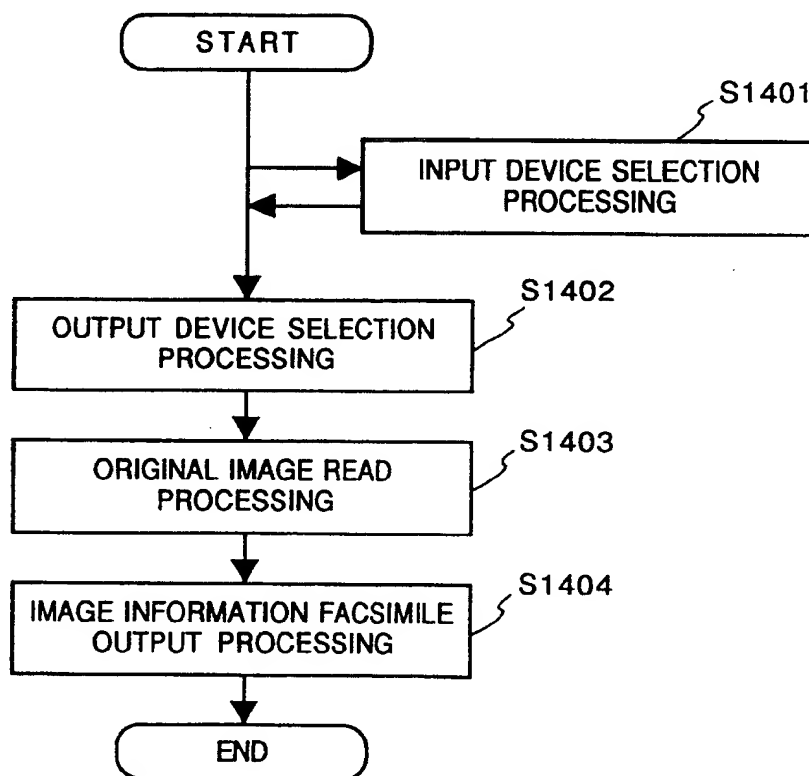 START
S1401
INPUT DEVICE SELECTION
PROCESSING
S1402
OUTPUT DEVICE SELECTION
PROCESSING
S1403
ORIGINAL IMAGE READ
PROCESSING
S1404
IMAGE INFORMATION FACSIMILE
OUTPUT PROCESSING
END